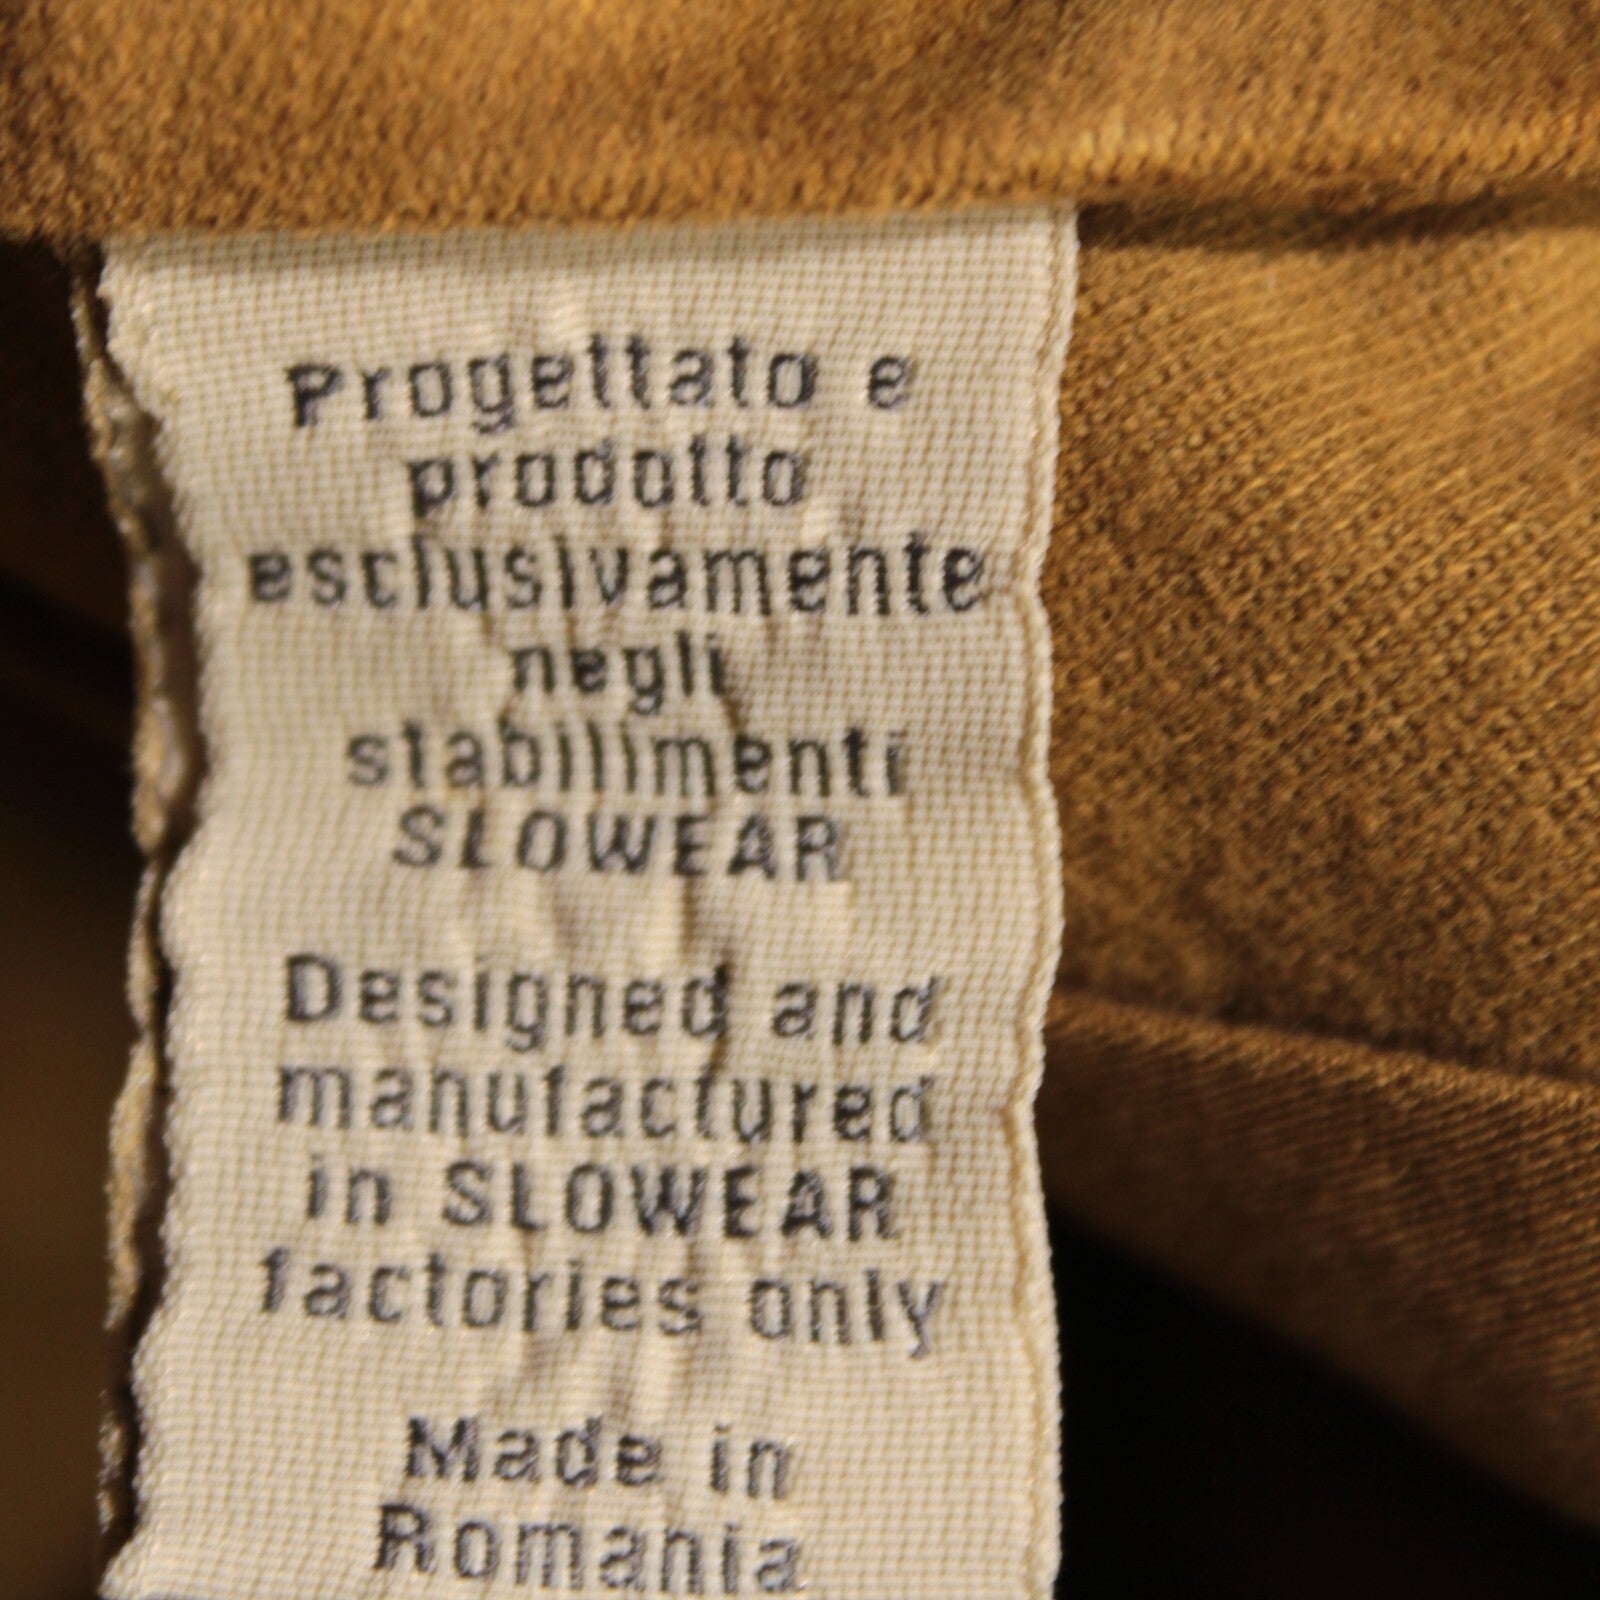 Progettato e
prodotto
esclusivamente
negli
stabilimenti
SLOWEAR
Designed and
manufactured
in SLOWEAR
factories only
Made in
Romania